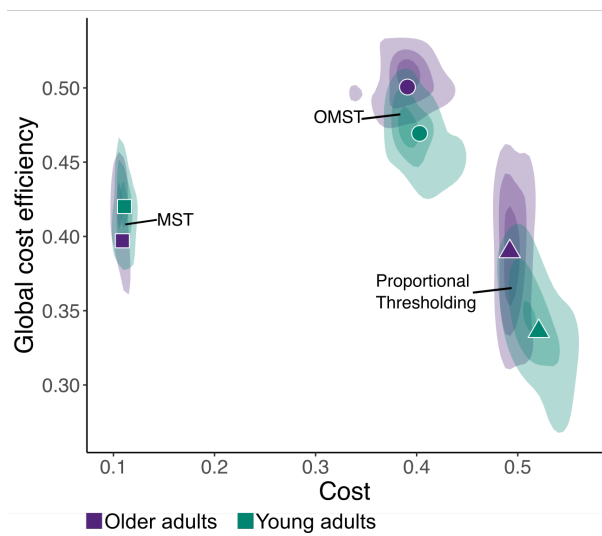 Global cost efficiency
0.50
0.45
0.40
0.35
0.30
OMST
MST
Proportional
Thresholding
0.1 0.2 0.3 0.4 0.5
Cost
Older adults Young adults